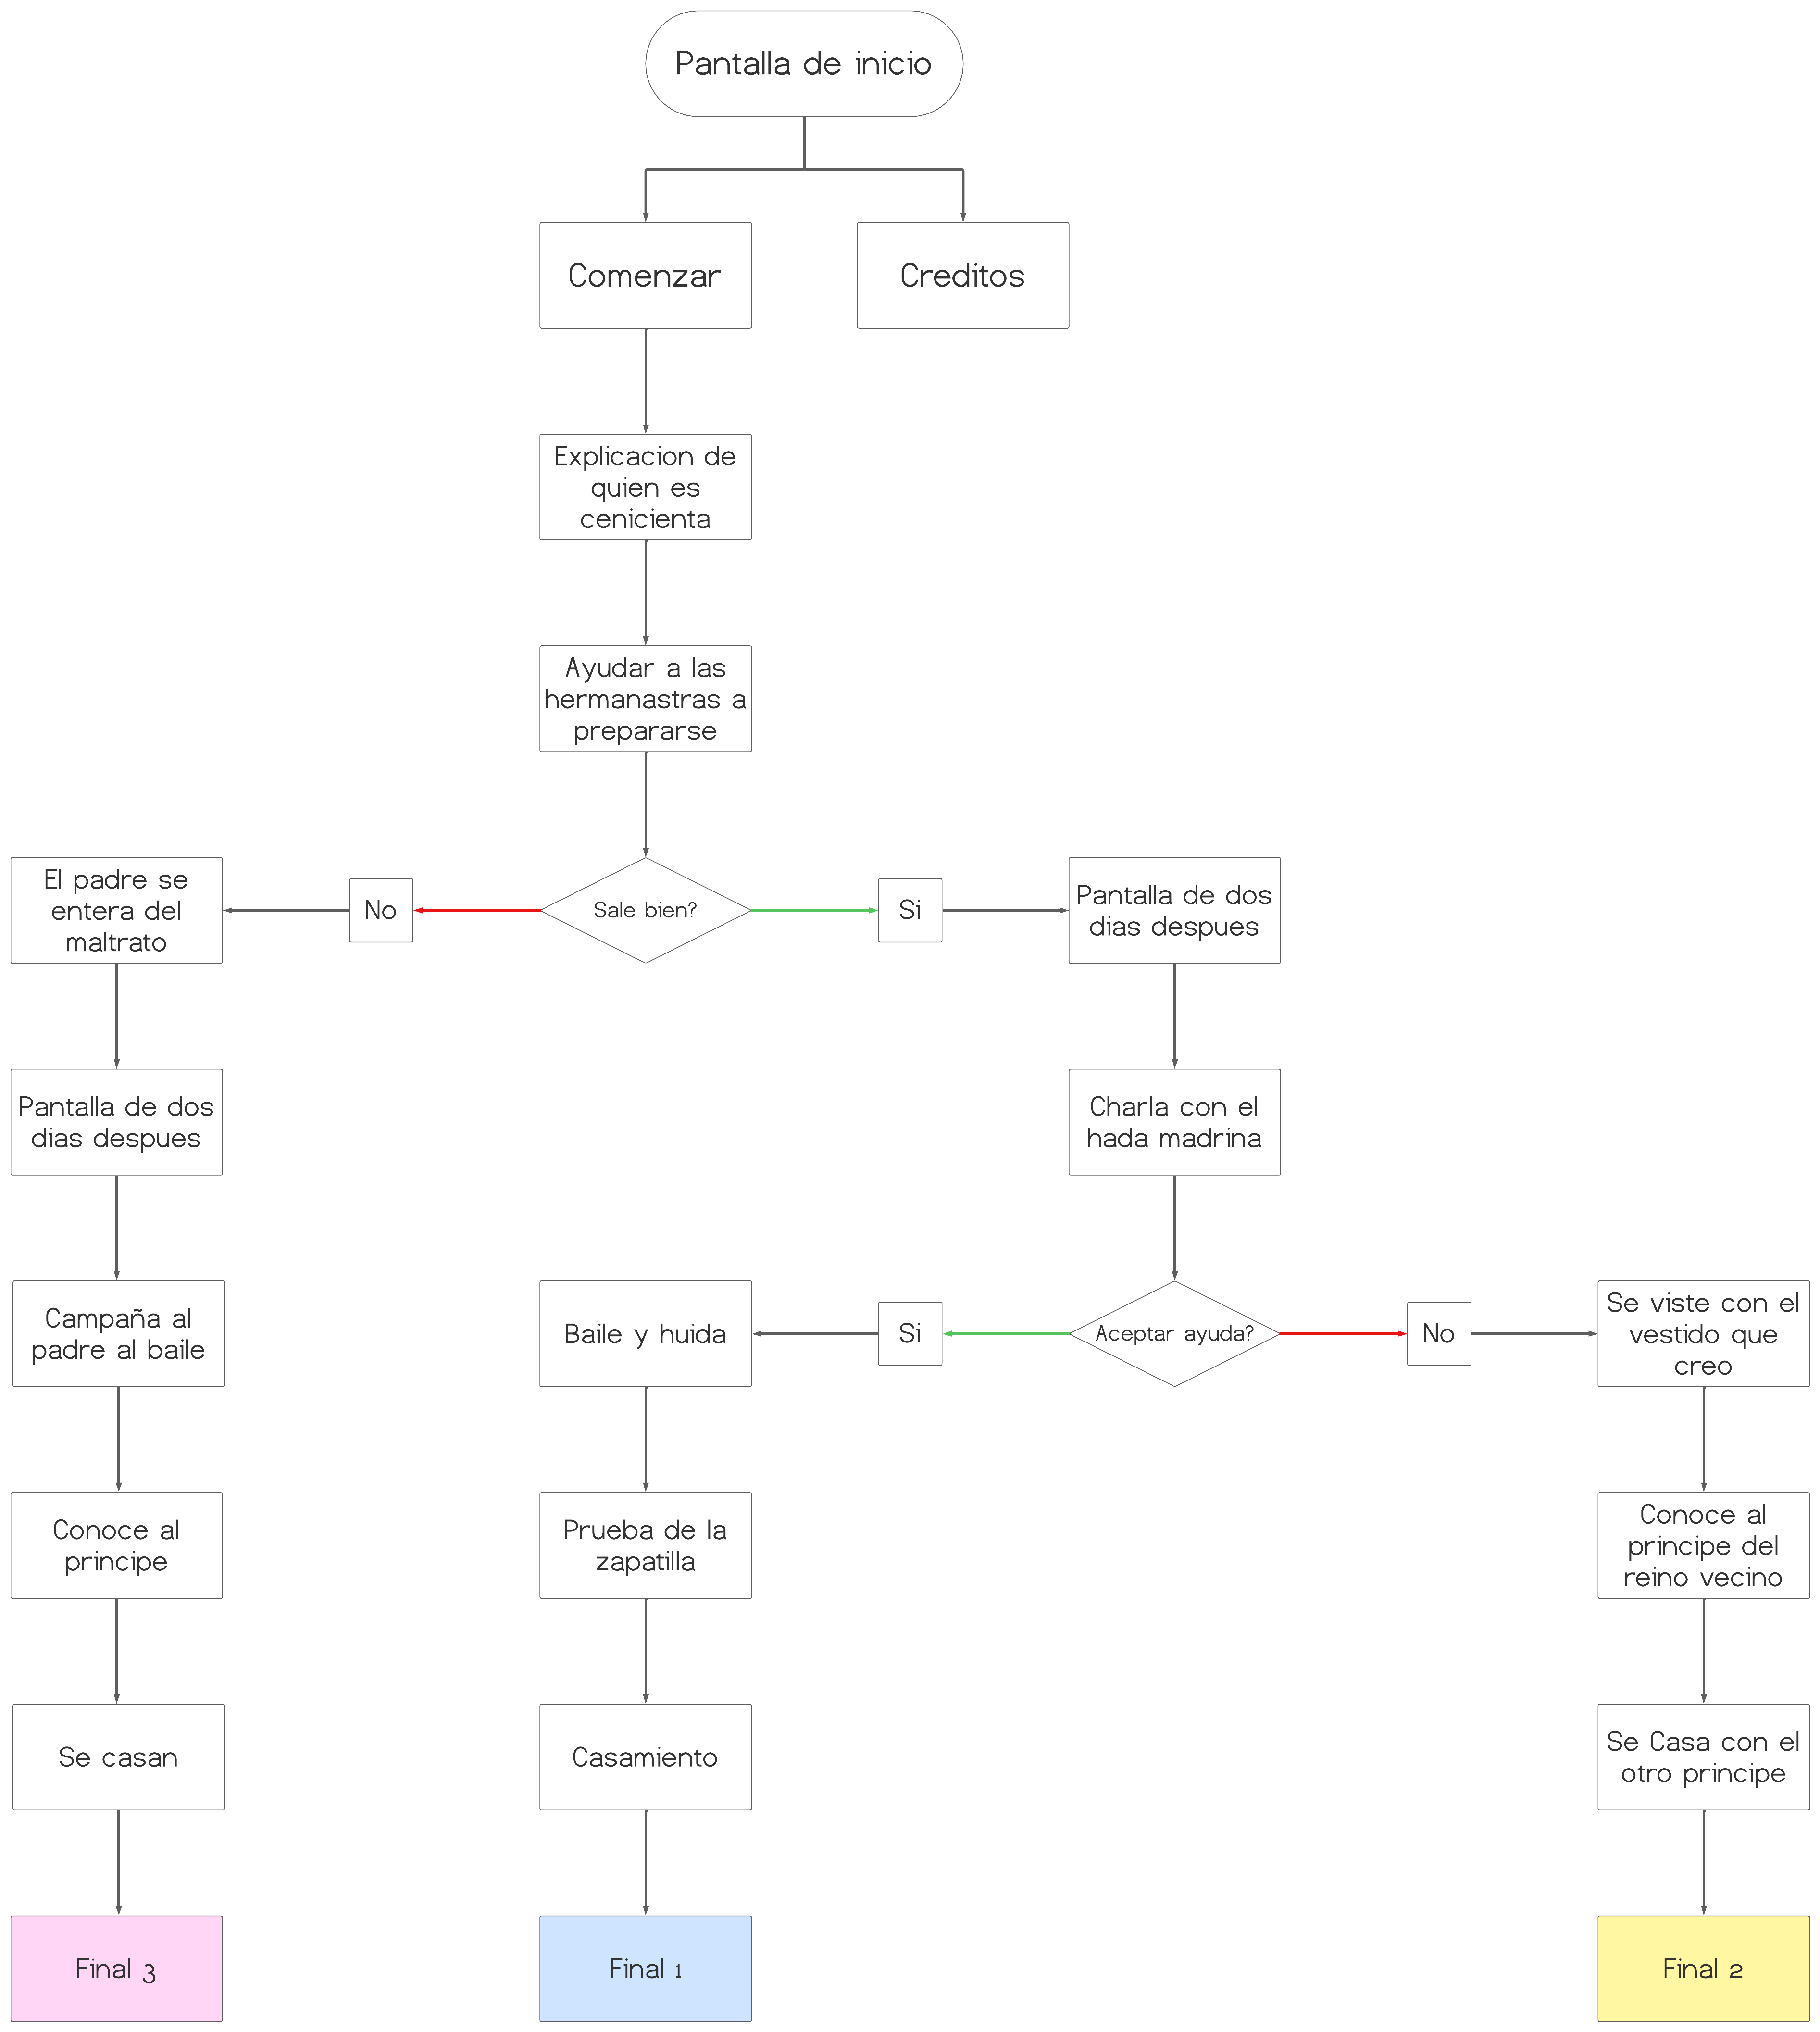 Pantalla de inicio
Comenzar
Creditos
Explicacion de
quien es
cenicienta
Ayudar a las
hermanastras a
prepararse
El padre se
entera del
maltrato
No
Sale bien?
Si
Pantalla de dos
dias despues
Pantalla de dos
dias despues
Charla con el
hada madrina
Campaña al
padre al baile
Baile y huida
Si
Aceptar ayuda?
No
Se viste con el
vestido que
creo
Conoce al
principe
Prueba de la
zapatilla
Conoce al
principe del
reino vecino
Se casan
Casamiento
Se Casa con el
otro principe
Final 3
Final 1
Final 2